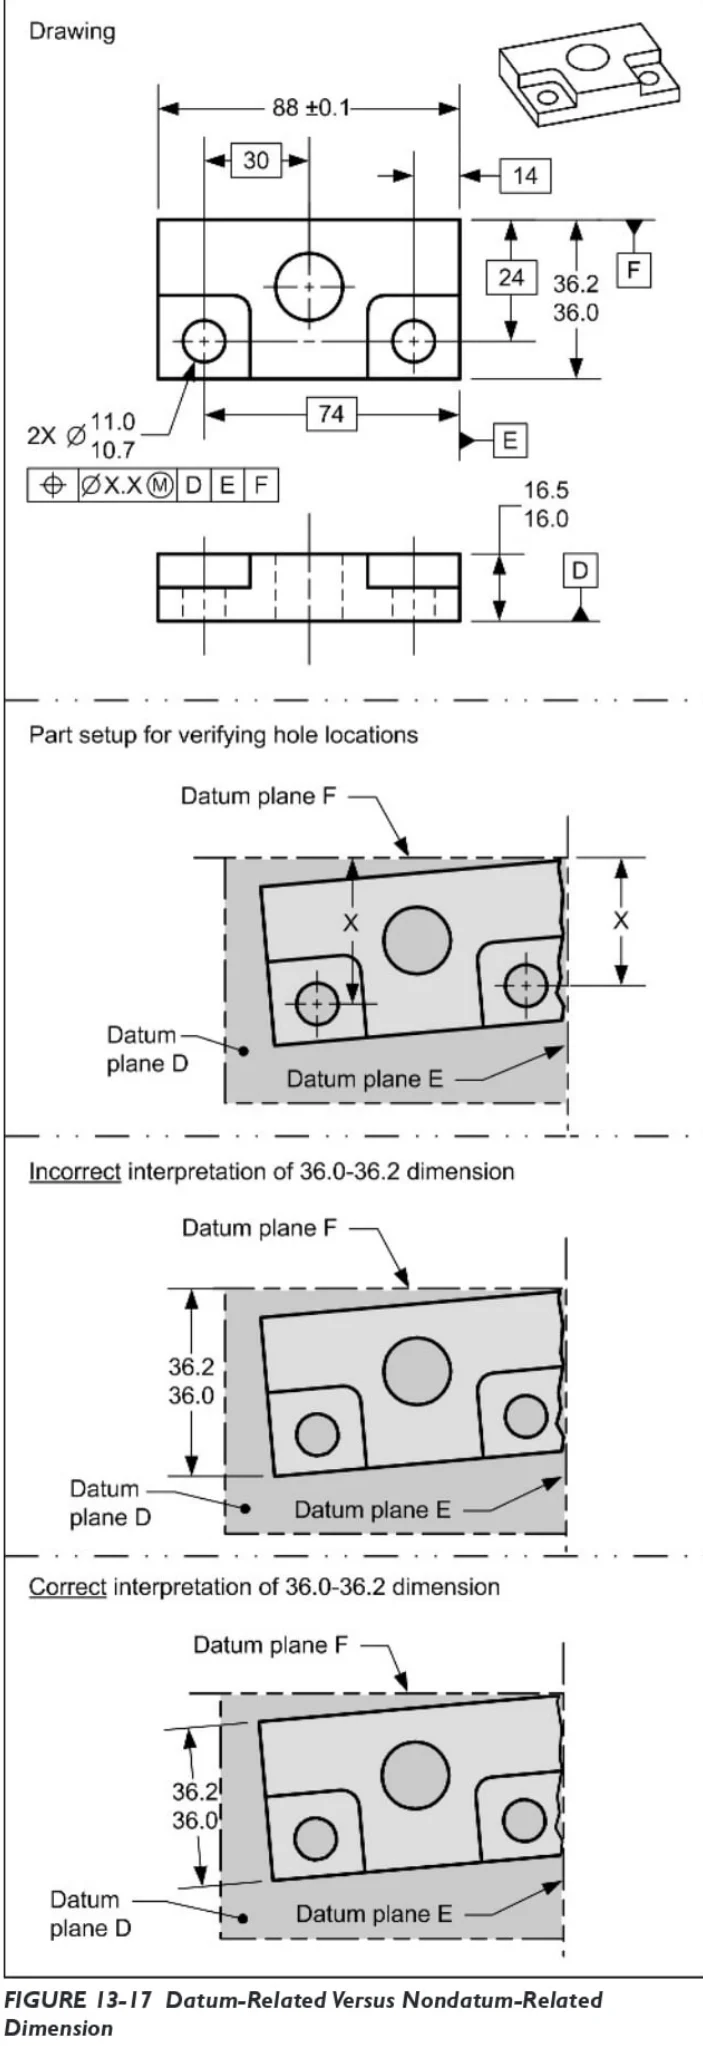 Drawing
88 ±0.1
30
14
24
36.2
36.0
F
74
2X ⌀ 11.0
10.7
E
⌖ ⌀X.X Ⓜ D E F
16.5
16.0
D
Part setup for verifying hole locations
Datum plane F
X
X
Datum
plane D
Datum plane E
Incorrect interpretation of 36.0-36.2 dimension
Datum plane F
36.2
36.0
Datum
plane D
Datum plane E
Correct interpretation of 36.0-36.2 dimension
Datum plane F
36.2
36.0
Datum
plane D
Datum plane E
FIGURE 13-17 Datum-Related Versus Nondatum-Related
Dimension